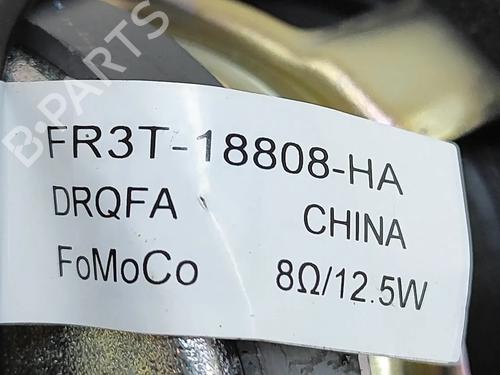 B-PARTS
FR3T-18808-HA
DRQFA CHINA
FoMoCo 8Ω/12.5W